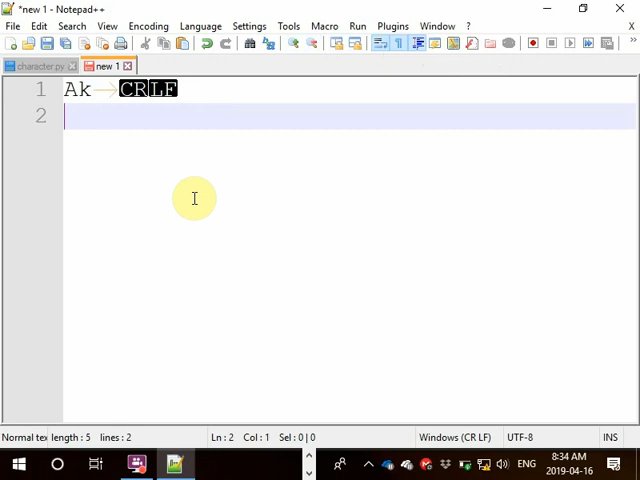 *new 1 - Notepad++
File Edit Search View Encoding Language Settings Tools Macro Run Plugins Window ? X
character.py new 1
1 Ak→CRLF
2
Normal tex length : 5 lines : 2 Ln : 2 Col : 1 Sel : 0 | 0 Windows (CR LF) UTF-8 INS
ENG 8:34 AM
2019-04-16